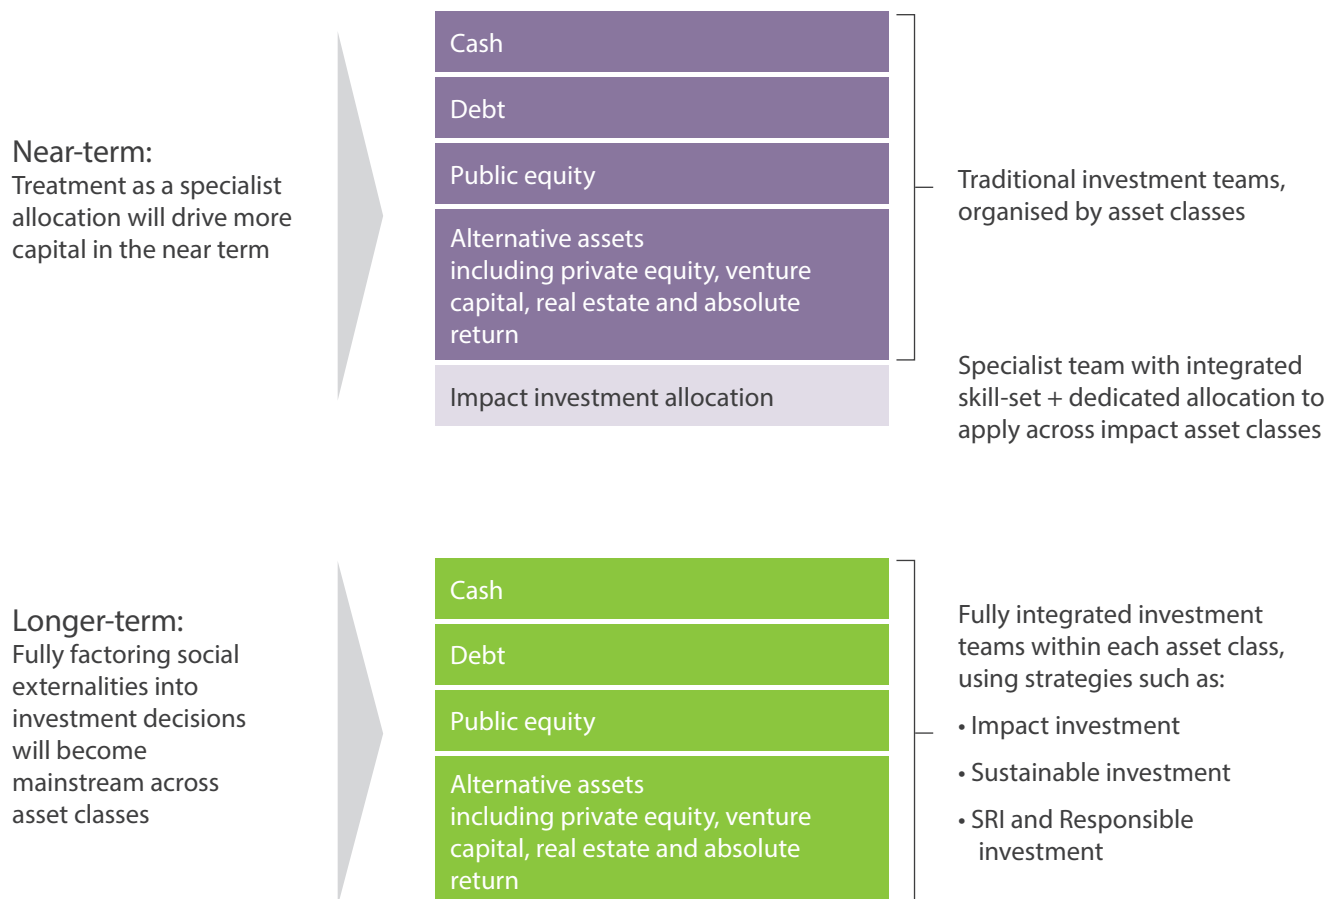 Near-term:
Treatment as a specialist
allocation will drive more
capital in the near term
Cash
Debt
Public equity
Alternative assets
including private equity, venture
capital, real estate and absolute
return
Impact investment allocation
Traditional investment teams,
organised by asset classes
Specialist team with integrated
skill-set + dedicated allocation to
apply across impact asset classes
Longer-term:
Fully factoring social
externalities into
investment decisions
will become
mainstream across
asset classes
Cash
Debt
Public equity
Alternative assets
including private equity, venture
capital, real estate and absolute
return
Fully integrated investment
teams within each asset class,
using strategies such as:
• Impact investment
• Sustainable investment
• SRI and Responsible
investment